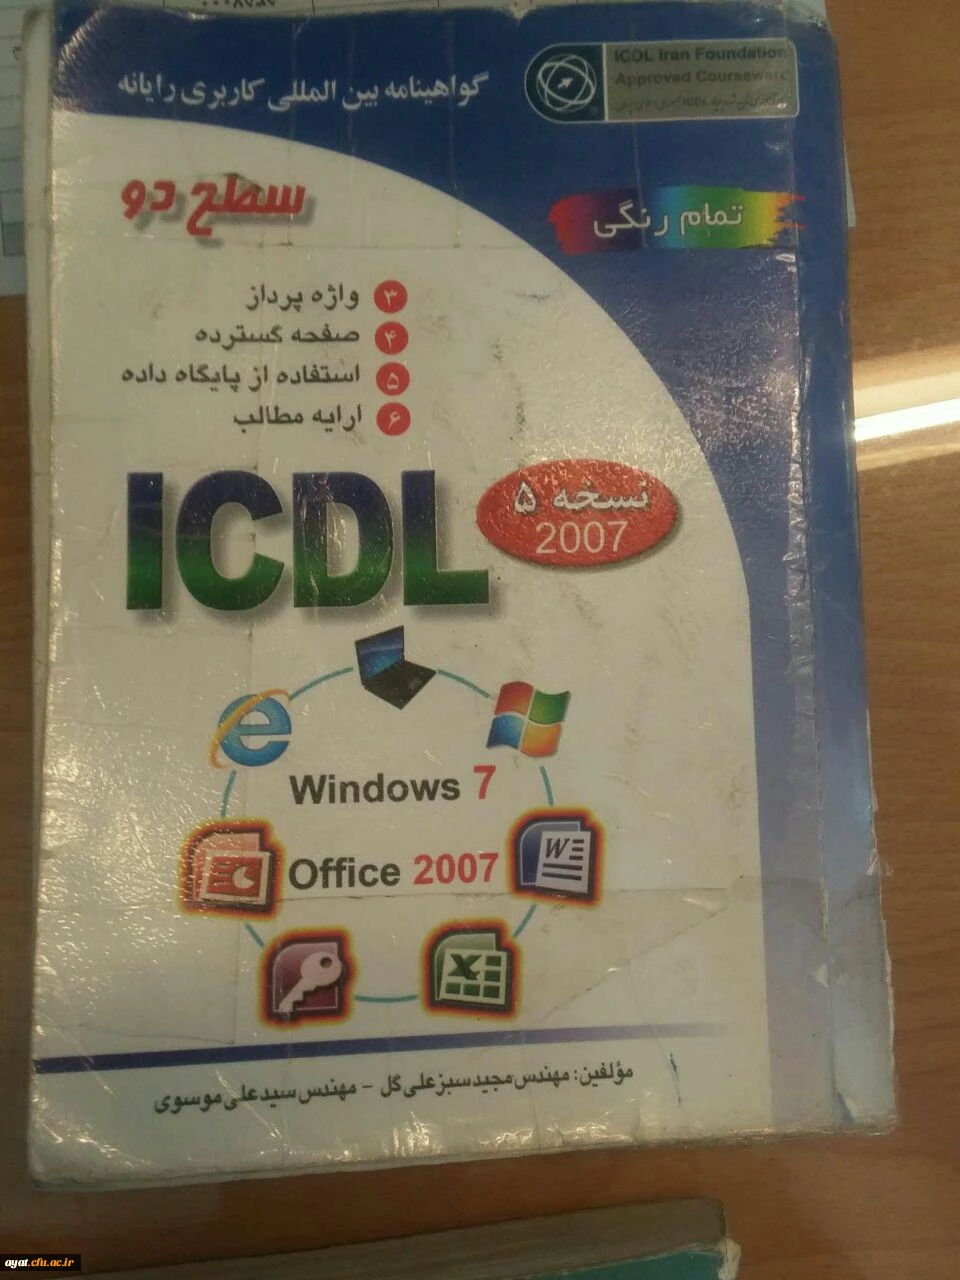 ICDL Iran Foundation
Approved Courseware
گواهینامه بین المللی کاربری رایانه
سطح دو
تمام رنگی
۳ واژه پرداز
۴ صفحه گسترده
۵ استفاده از پایگاه داده
۶ ارایه مطالب
ICDL
نسخه ۵
2007
Windows 7
Office 2007
مؤلفین: مهندس مجید سبزعلی گل - مهندس سید علی موسوی
ayat.cfu.ac.ir